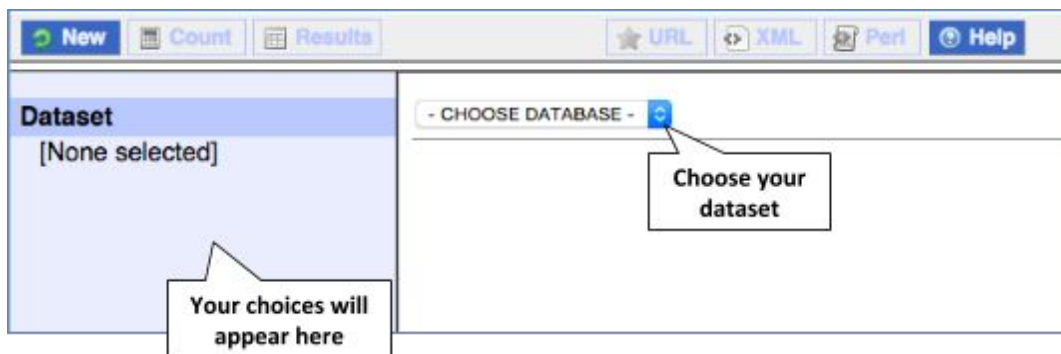 New Count Results URL XML Perl Help
Dataset
[None selected]
- CHOOSE DATABASE -
Choose your
dataset
Your choices will
appear here